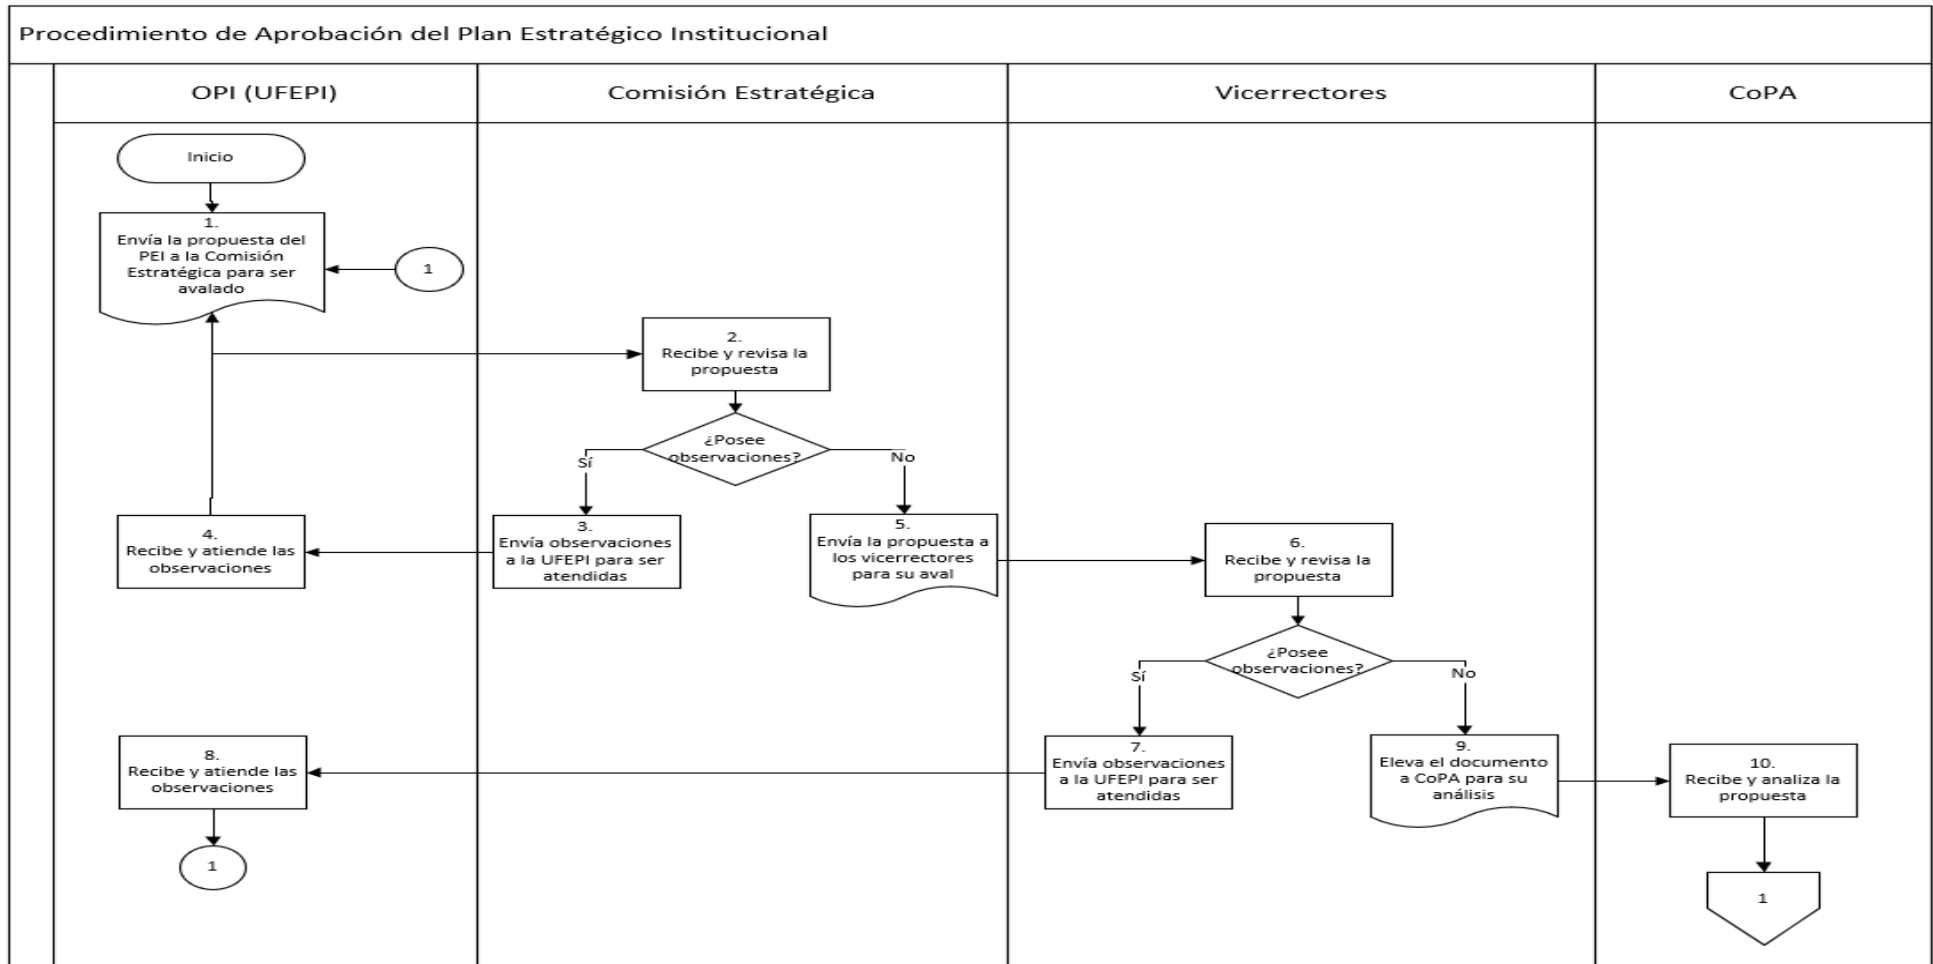 Procedimiento de Aprobación del Plan Estratégico Institucional
OPI (UFEPI)
Comisión Estratégica
Vicerrectores
CoPA
Inicio
1.
Envía la propuesta del
PEI a la Comisión
Estratégica para ser
avalado
1
2.
Recibe y revisa la
propuesta
¿Posee
observaciones?
Sí
No
3.
Envía observaciones
a la UFEPI para ser
atendidas
4.
Recibe y atiende las
observaciones
5.
Envía la propuesta a
los vicerrectores
para su aval
6.
Recibe y revisa la
propuesta
¿Posee
observaciones?
Sí
No
7.
Envía observaciones
a la UFEPI para ser
atendidas
8.
Recibe y atiende las
observaciones
1
9.
Eleva el documento
a CoPA para su
análisis
10.
Recibe y analiza la
propuesta
1